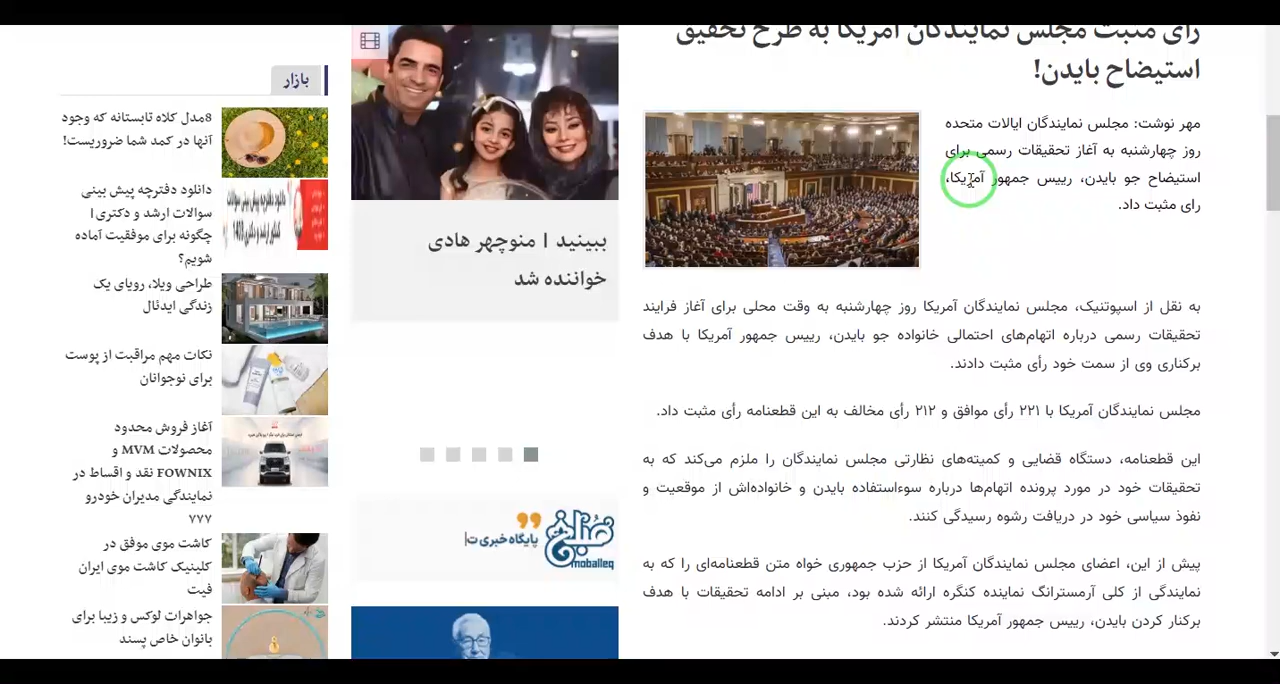 رأی مثبت مجلس نمایندگان آمریکا به طرح تحقیق
استیضاح بایدن!
مهر نوشت: مجلس نمایندگان ایالات متحده
روز چهارشنبه به آغاز تحقیقات رسمی برای
استیضاح جو بایدن، رییس جمهور آمریکا،
رای مثبت داد.
به نقل از اسپوتنیک، مجلس نمایندگان آمریکا روز چهارشنبه به وقت محلی برای آغاز فرایند
تحقیقات رسمی درباره اتهام‌های احتمالی خانواده جو بایدن، رییس جمهور آمریکا با هدف
برکناری وی از سمت خود رأی مثبت دادند.
مجلس نمایندگان آمریکا با ۲۲۱ رأی موافق و ۲۱۲ رأی مخالف به این قطعنامه رأی مثبت داد.
این قطعنامه، دستگاه قضایی و کمیته‌های نظارتی مجلس نمایندگان را ملزم می‌کند که به
تحقیقات خود در مورد پرونده اتهام‌ها درباره سوءاستفاده بایدن و خانواده‌اش از موقعیت و
نفوذ سیاسی خود در دریافت رشوه رسیدگی کنند.
پیش از این، اعضای مجلس نمایندگان آمریکا از حزب جمهوری خواه متن قطعنامه‌ای را که به
نمایندگی از کلی آرمسترانگ نماینده کنگره ارائه شده بود، مبنی بر ادامه تحقیقات با هدف
برکنار کردن بایدن، رییس جمهور آمریکا منتشر کردند.
ببینید | منوچهر هادی
خواننده شد
مبلغ
پایگاه خبری ت
moballeq
بازار
8مدل کلاه تابستانه که وجود
آنها در کمد شما ضروریست!
دانلود دفترچه پیش بینی
سوالات ارشد و دکتری|
چگونه برای موفقیت آماده
شویم؟
طراحی ویلا، رویای یک
زندگی ایدئال
نکات مهم مراقبت از پوست
برای نوجوانان
آغاز فروش محدود
محصولات MVM و
FOWNIX نقد و اقساط در
نمایندگی مدیران خودرو
۷۷۷
کاشت موی موفق در
کلینیک کاشت موی ایران
فیت
جواهرات لوکس و زیبا برای
بانوان خاص پسند